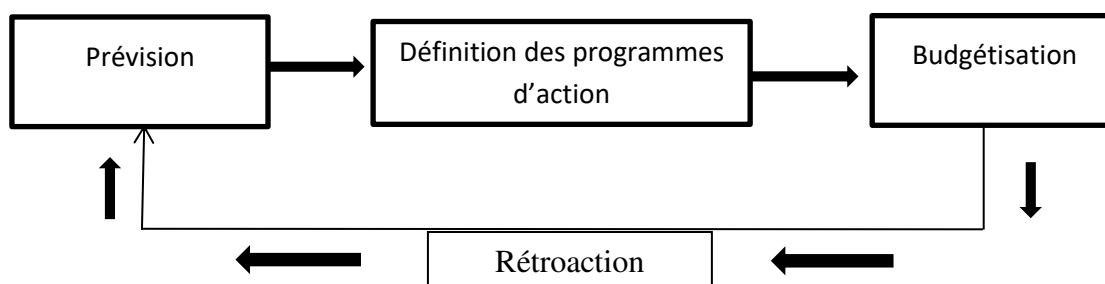 Prévision
Définition des programmes
d’action
Budgétisation
Rétroaction